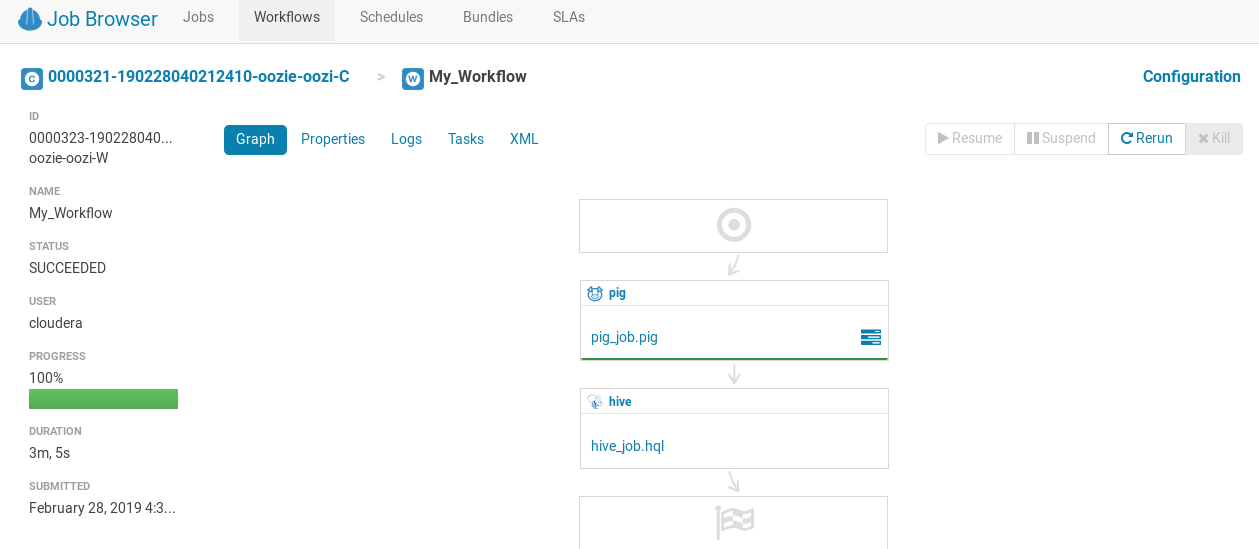 Job Browser Jobs Workflows Schedules Bundles SLAs
C 0000321-190228040212410-oozie-oozi-C > W My_Workflow Configuration
ID
0000323-190228040...
oozie-oozi-W
NAME
My_Workflow
STATUS
SUCCEEDED
USER
cloudera
PROGRESS
100%
DURATION
3m, 5s
SUBMITTED
February 28, 2019 4:3...
Graph Properties Logs Tasks XML
Resume Suspend Rerun Kill
pig
pig_job.pig
hive
hive_job.hql